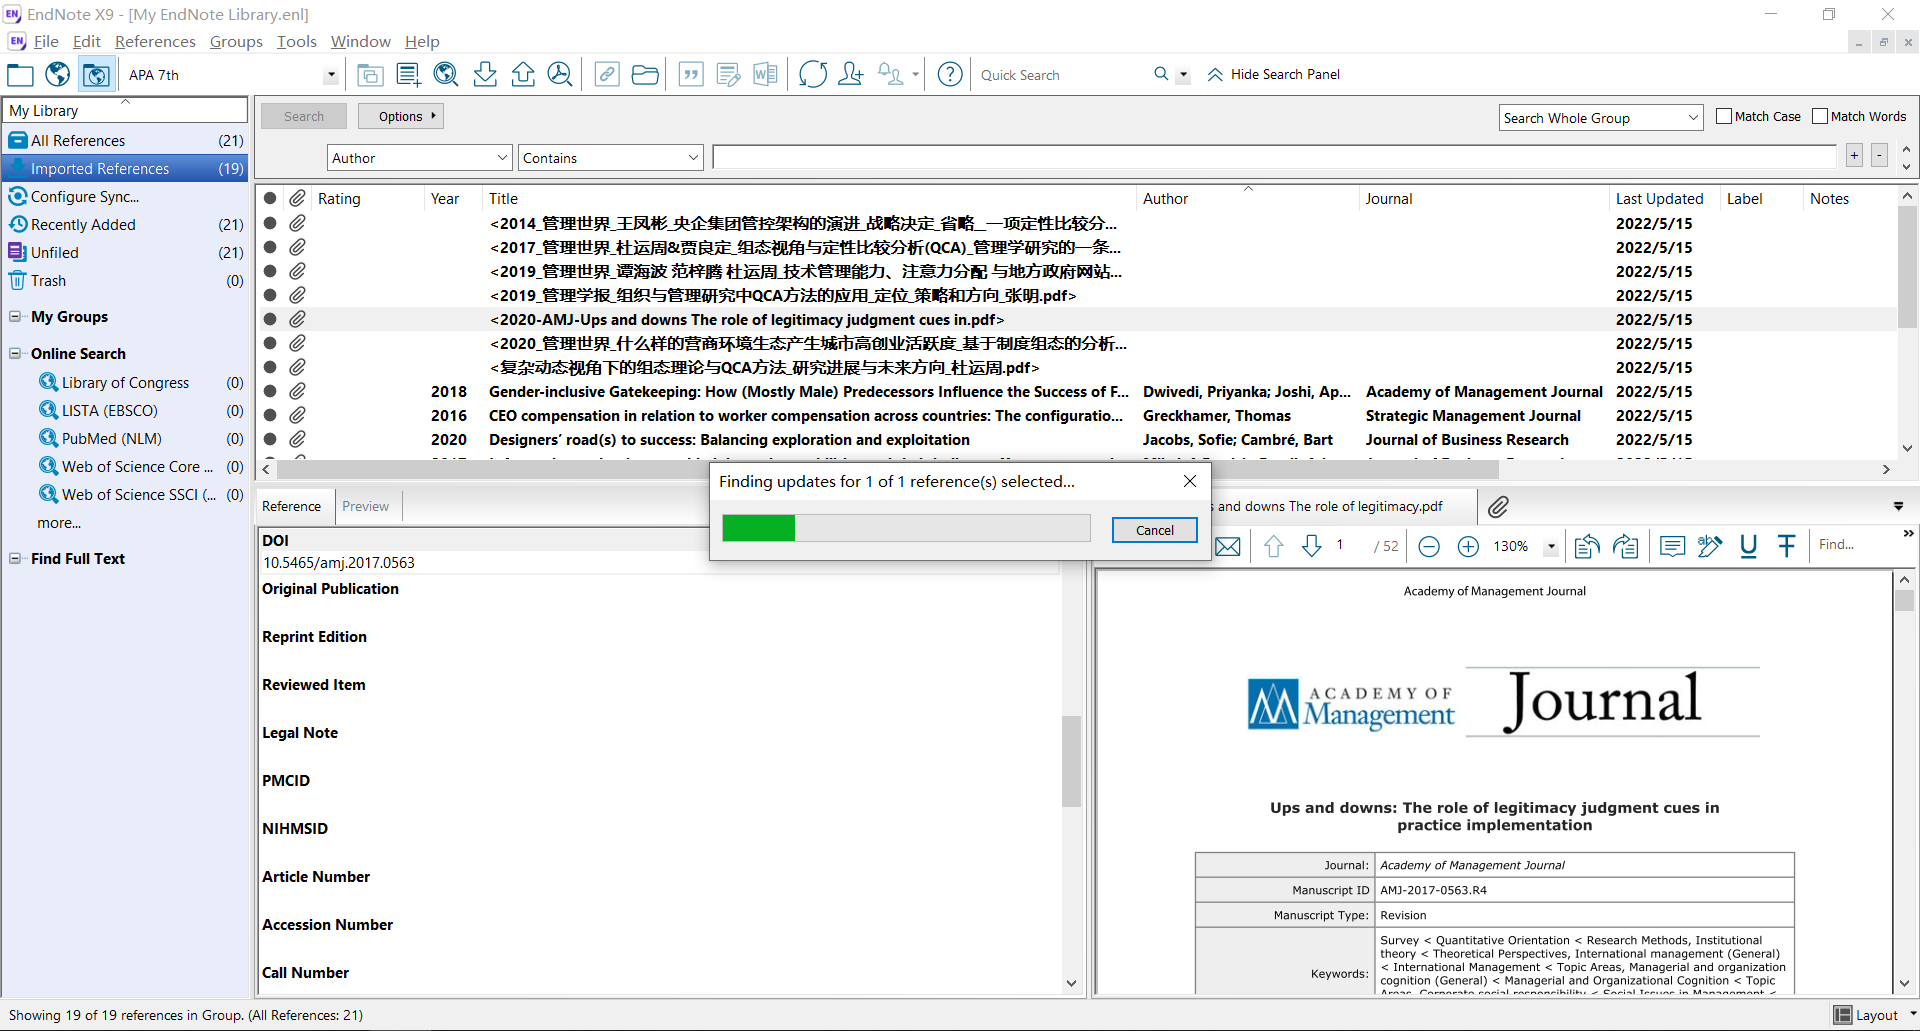 EndNote X9 - [My EndNote Library.enl]
File Edit References Groups Tools Window Help
APA 7th
Quick Search
Hide Search Panel
My Library
All References (21)
Imported References (19)
Configure Sync...
Recently Added (21)
Unfiled (21)
Trash (0)
My Groups
Online Search
Library of Congress (0)
LISTA (EBSCO) (0)
PubMed (NLM) (0)
Web of Science Core ... (0)
Web of Science SSCI (... (0)
more...
Find Full Text
Search Options
Search Whole Group
Match Case Match Words
Author Contains
+ -
Rating Year Title Author Journal Last Updated Label Notes
<2014_管理世界_王凤彬_央企集团管控架构的演进_战略决定_省略__一项定性比较分... 2022/5/15
<2017_管理世界_杜运周&贾良定_组态视角与定性比较分析(QCA)_管理学研究的一条... 2022/5/15
<2019_管理世界_谭海波 范梓腾 杜运周_技术管理能力、注意力分配 与地方政府网站... 2022/5/15
<2019_管理学报_组织与管理研究中QCA方法的应用_定位_策略和方向_张明.pdf> 2022/5/15
<2020-AMJ-Ups and downs The role of legitimacy judgment cues in.pdf> 2022/5/15
<2020_管理世界_什么样的营商环境生态产生城市高创业活跃度_基于制度组态的分析... 2022/5/15
<复杂动态视角下的组态理论与QCA方法_研究进展与未来方向_杜运周.pdf> 2022/5/15
2018 Gender-inclusive Gatekeeping: How (Mostly Male) Predecessors Influence the Success of F... Dwivedi, Priyanka; Joshi, Ap... Academy of Management Journal 2022/5/15
2016 CEO compensation in relation to worker compensation across countries: The configuratio... Greckhamer, Thomas Strategic Management Journal 2022/5/15
2020 Designers’ road(s) to success: Balancing exploration and exploitation Jacobs, Sofie; Cambré, Bart Journal of Business Research 2022/5/15
Finding updates for 1 of 1 reference(s) selected...
Cancel
Reference Preview
DOI
10.5465/amj.2017.0563
Original Publication
Reprint Edition
Reviewed Item
Legal Note
PMCID
NIHMSID
Article Number
Accession Number
Call Number
s and downs The role of legitimacy.pdf
1 / 52 130% Find...
Academy of Management Journal
ACADEMY OF
Management
Journal
Ups and downs: The role of legitimacy judgment cues in
practice implementation
Journal: Academy of Management Journal
Manuscript ID AMJ-2017-0563.R4
Manuscript Type: Revision
Keywords:
Survey < Quantitative Orientation < Research Methods, Institutional
theory < Theoretical Perspectives, International management (General)
< International Management < Topic Areas, Managerial and organization
cognition (General) < Managerial and Organizational Cognition < Topic
Areas, Corporate social responsibility < Social Issues in Management <
Showing 19 of 19 references in Group. (All References: 21)
Layout